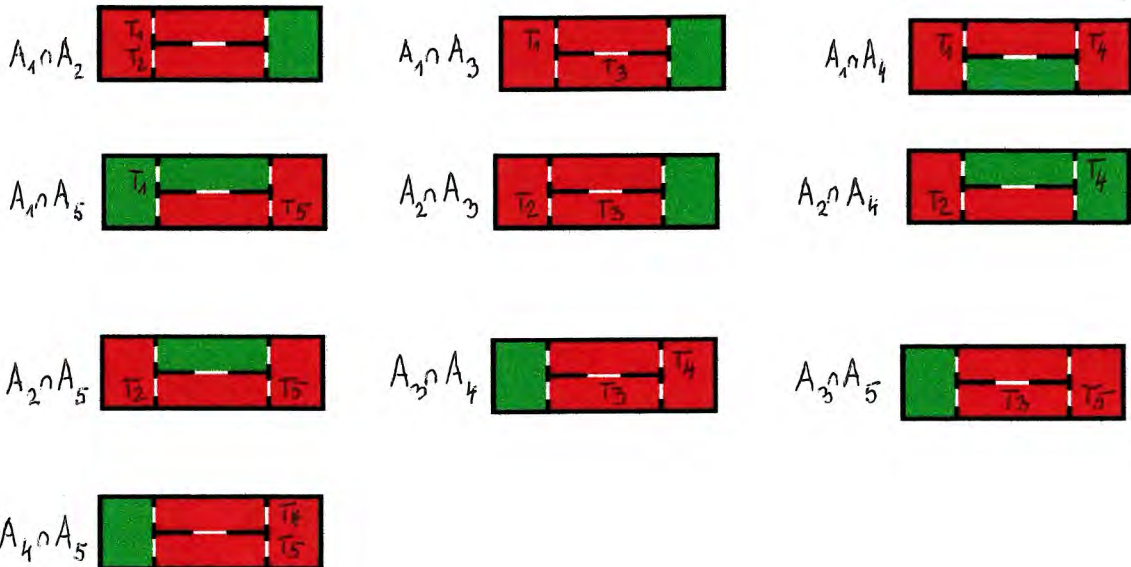 A₁∩A₂ T₁ T₂
A₁∩A₃ T₁ T₃
A₁∩A₄ T₁ T₄
A₁∩A₅ T₁ T₅
A₂∩A₃ T₂ T₃
A₂∩A₄ T₂ T₄
A₂∩A₅ T₂ T₅
A₃∩A₄ T₃ T₄
A₃∩A₅ T₃ T₅
A₄∩A₅ T₄ T₅